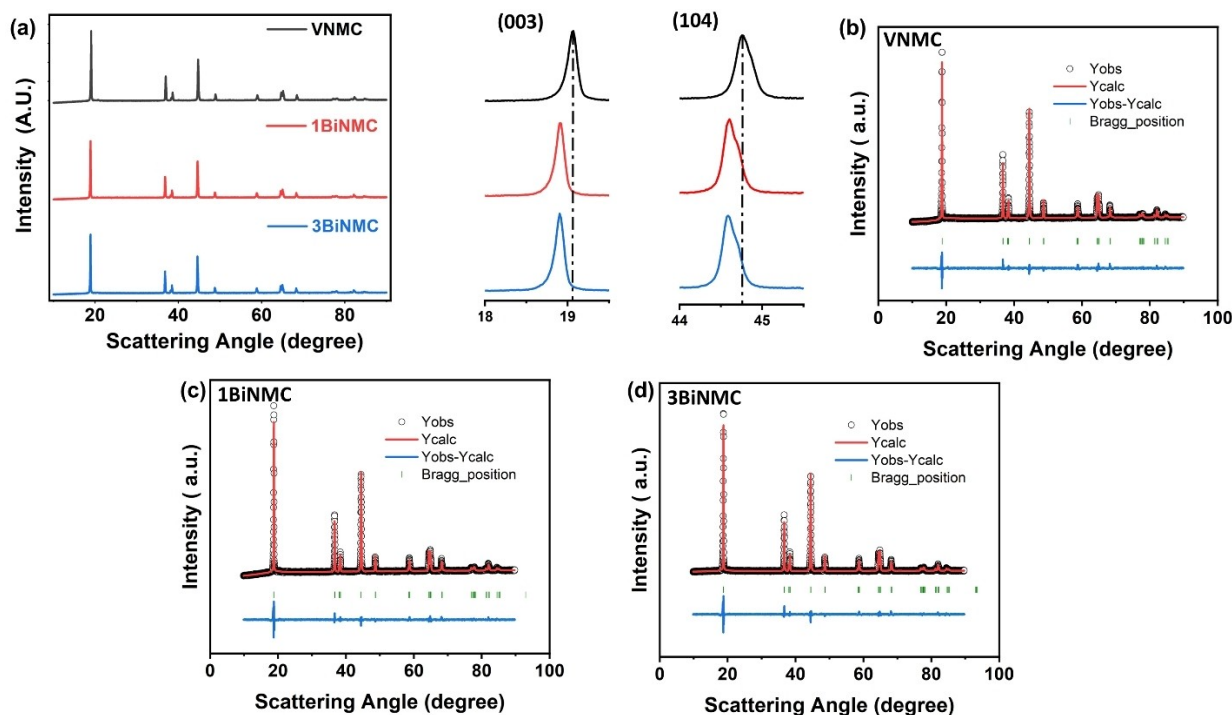 (a)
VNMC
1BiNMC
3BiNMC
Intensity (A.U.)
20 40 60 80
Scattering Angle (degree)
(003)
18 19
(104)
44 45
(b)
VNMC
Yobs
Ycalc
Yobs-Ycalc
Bragg_position
Intensity ( a.u.)
0 20 40 60 80 100
Scattering Angle (degree)
(c)
1BiNMC
Yobs
Ycalc
Yobs-Ycalc
Bragg_position
Intensity ( a.u.)
0 20 40 60 80 100
Scattering Angle (degree)
(d)
3BiNMC
Yobs
Ycalc
Yobs-Ycalc
Bragg_position
Intensity ( a.u.)
0 20 40 60 80 100
Scattering Angle (degree)